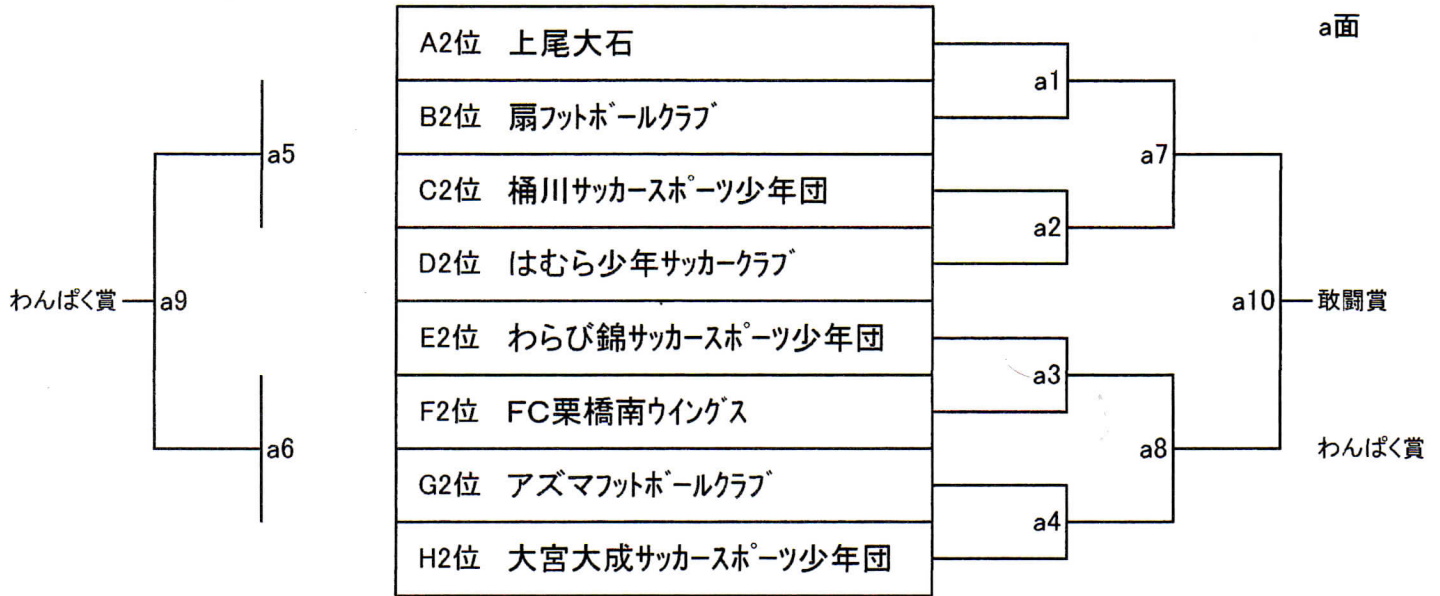 a面
A2位 上尾大石
a1
B2位 扇フットボールクラブ
a5
a7
C2位 桶川サッカースポーツ少年団
a2
D2位 はむら少年サッカークラブ
わんぱく賞 a9
a10 敢闘賞
E2位 わらび錦サッカースポーツ少年団
a3
F2位 FC栗橋南ウイングス
a6
a8 わんぱく賞
G2位 アズマフットボールクラブ
a4
H2位 大宮大成サッカースポーツ少年団